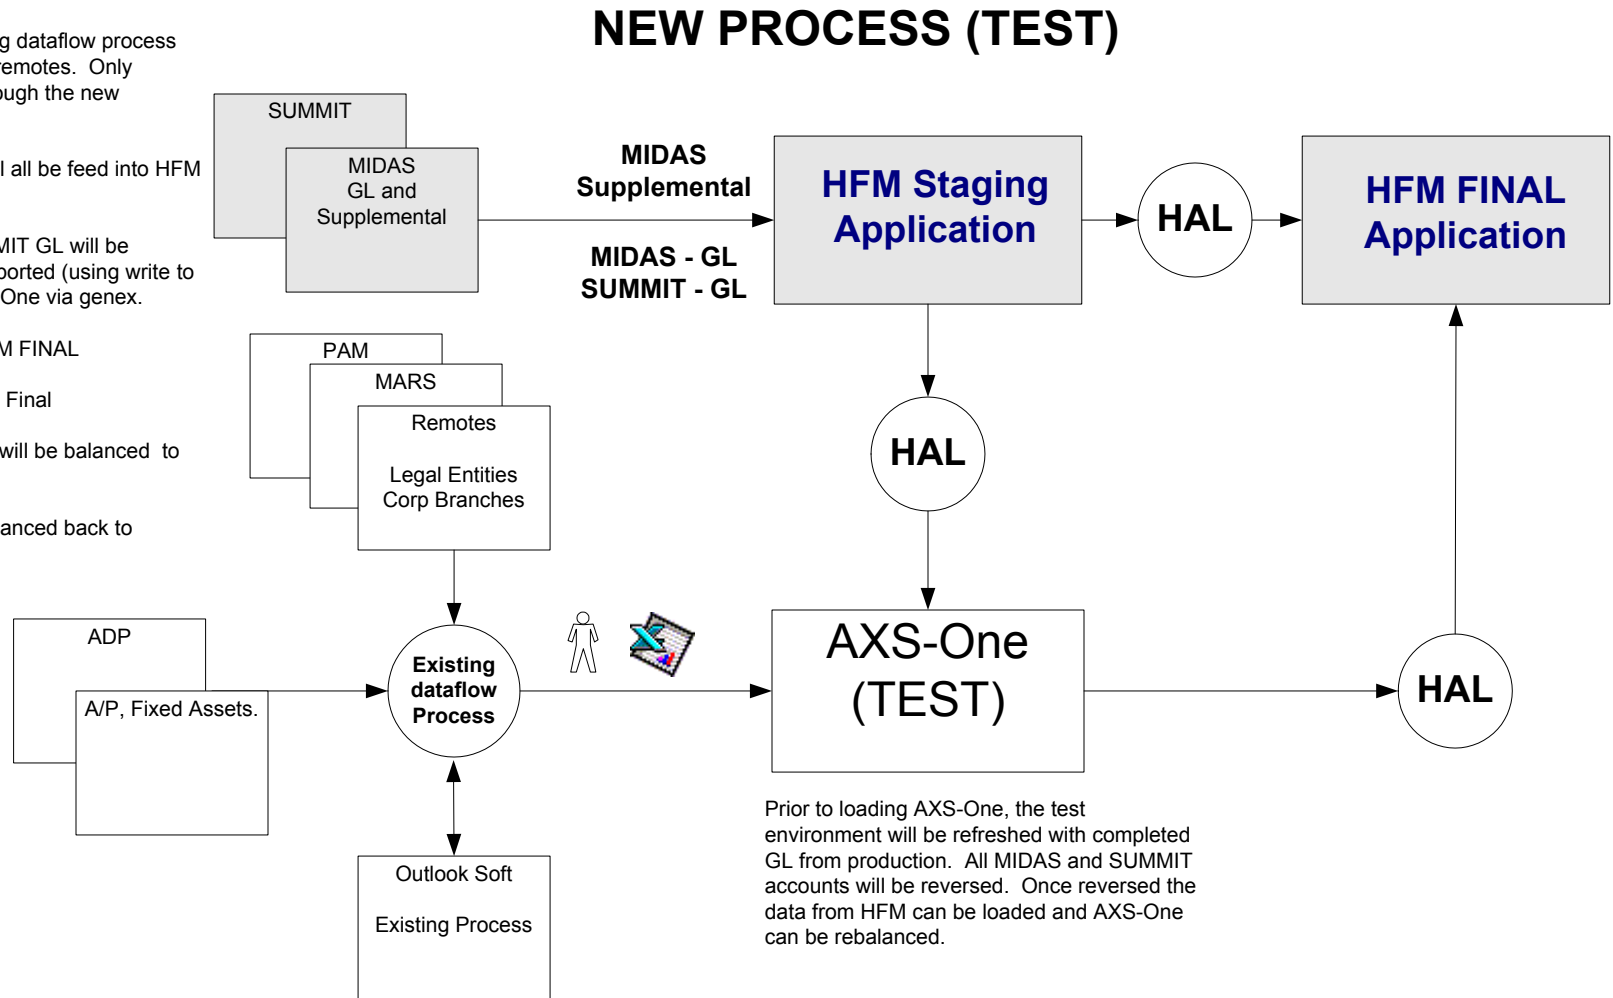 NEW PROCESS (TEST)
g dataflow process
remotes. Only
ough the new
l all be feed into HFM
MIT GL will be
ported (using write to
One via genex.
M FINAL
Final
will be balanced to
anced back to
SUMMIT
MIDAS
GL and
Supplemental
MIDAS
Supplemental
MIDAS - GL
SUMMIT - GL
HFM Staging
Application
HAL
HFM FINAL
Application
PAM
MARS
Remotes
Legal Entities
Corp Branches
HAL
ADP
A/P, Fixed Assets.
Existing
dataflow
Process
AXS-One
(TEST)
HAL
Outlook Soft
Existing Process
Prior to loading AXS-One, the test
environment will be refreshed with completed
GL from production. All MIDAS and SUMMIT
accounts will be reversed. Once reversed the
data from HFM can be loaded and AXS-One
can be rebalanced.